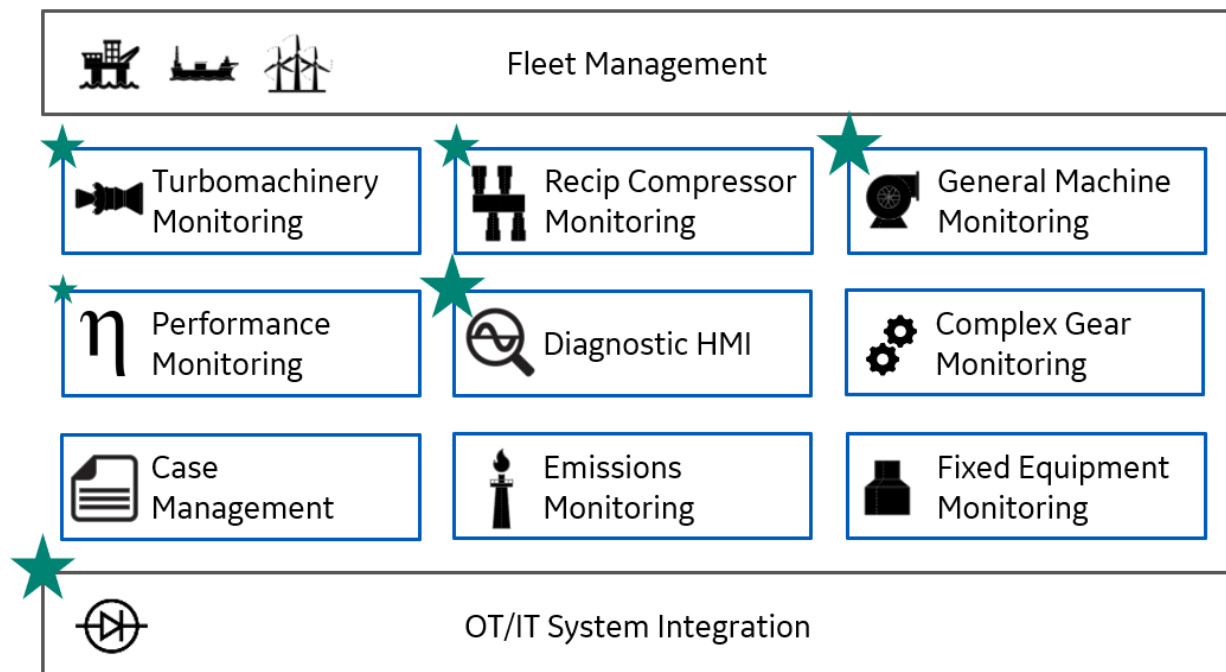 Fleet Management
Turbomachinery
Monitoring
Recip Compressor
Monitoring
General Machine
Monitoring
η
Performance
Monitoring
Diagnostic HMI
Complex Gear
Monitoring
Case
Management
Emissions
Monitoring
Fixed Equipment
Monitoring
OT/IT System Integration